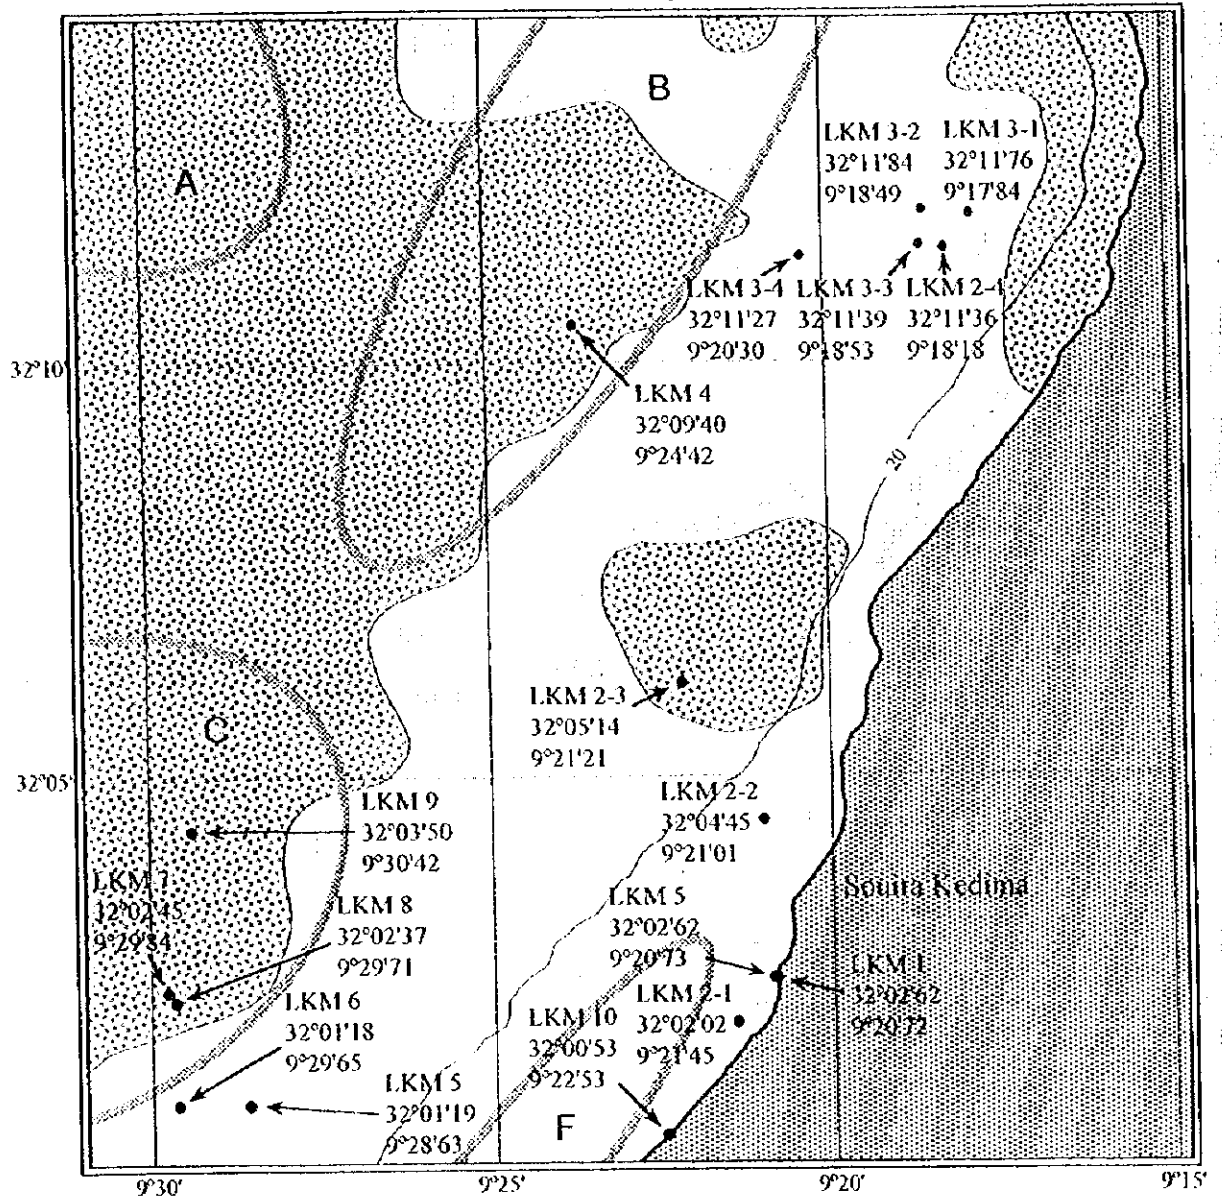 B
LKM 3-2
32°11'84
9°18'49
LKM 3-1
32°11'76
9°17'84
A
LKM 3-4
32°11'27
9°20'30
LKM 3-3
32°11'39
9°18'53
LKM 2-4
32°11'36
9°18'18
32°10'
LKM 4
32°09'40
9°24'42
20
LKM 2-3
32°05'14
9°21'21
C
32°05'
LKM 2-2
32°04'45
9°21'01
LKM 9
32°03'50
9°30'42
LKM 7
32°02'45
9°29'84
LKM 8
32°02'37
9°29'71
Souira Kedima
LKM 5
32°02'62
9°20'73
LKM 1
32°02'62
9°20'72
LKM 6
32°01'18
9°29'65
LKM 2-1
32°02'02
9°21'45
LKM 10
32°00'53
9°22'53
LKM 5
32°01'19
9°28'63
F
9°30'
9°25'
9°20'
9°15'